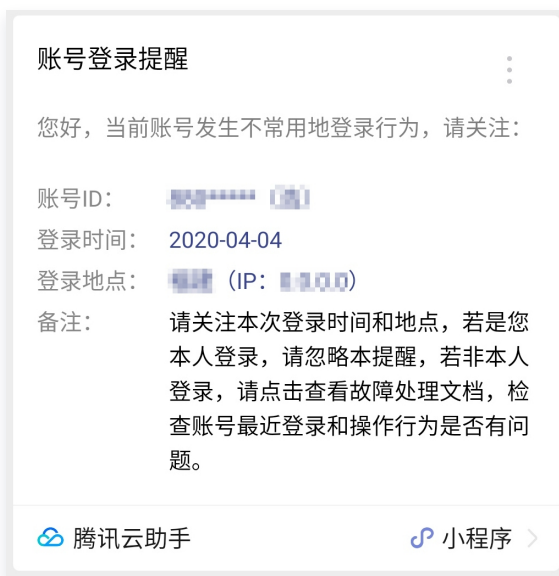 账号登录提醒
您好，当前账号发生不常用地登录行为，请关注：
账号ID：
登录时间： 2020-04-04
登录地点： （IP： ）
备注： 请关注本次登录时间和地点，若是您
本人登录，请忽略本提醒，若非本人
登录，请点击查看故障处理文档，检
查账号最近登录和操作行为是否有问
题。
腾讯云助手 小程序